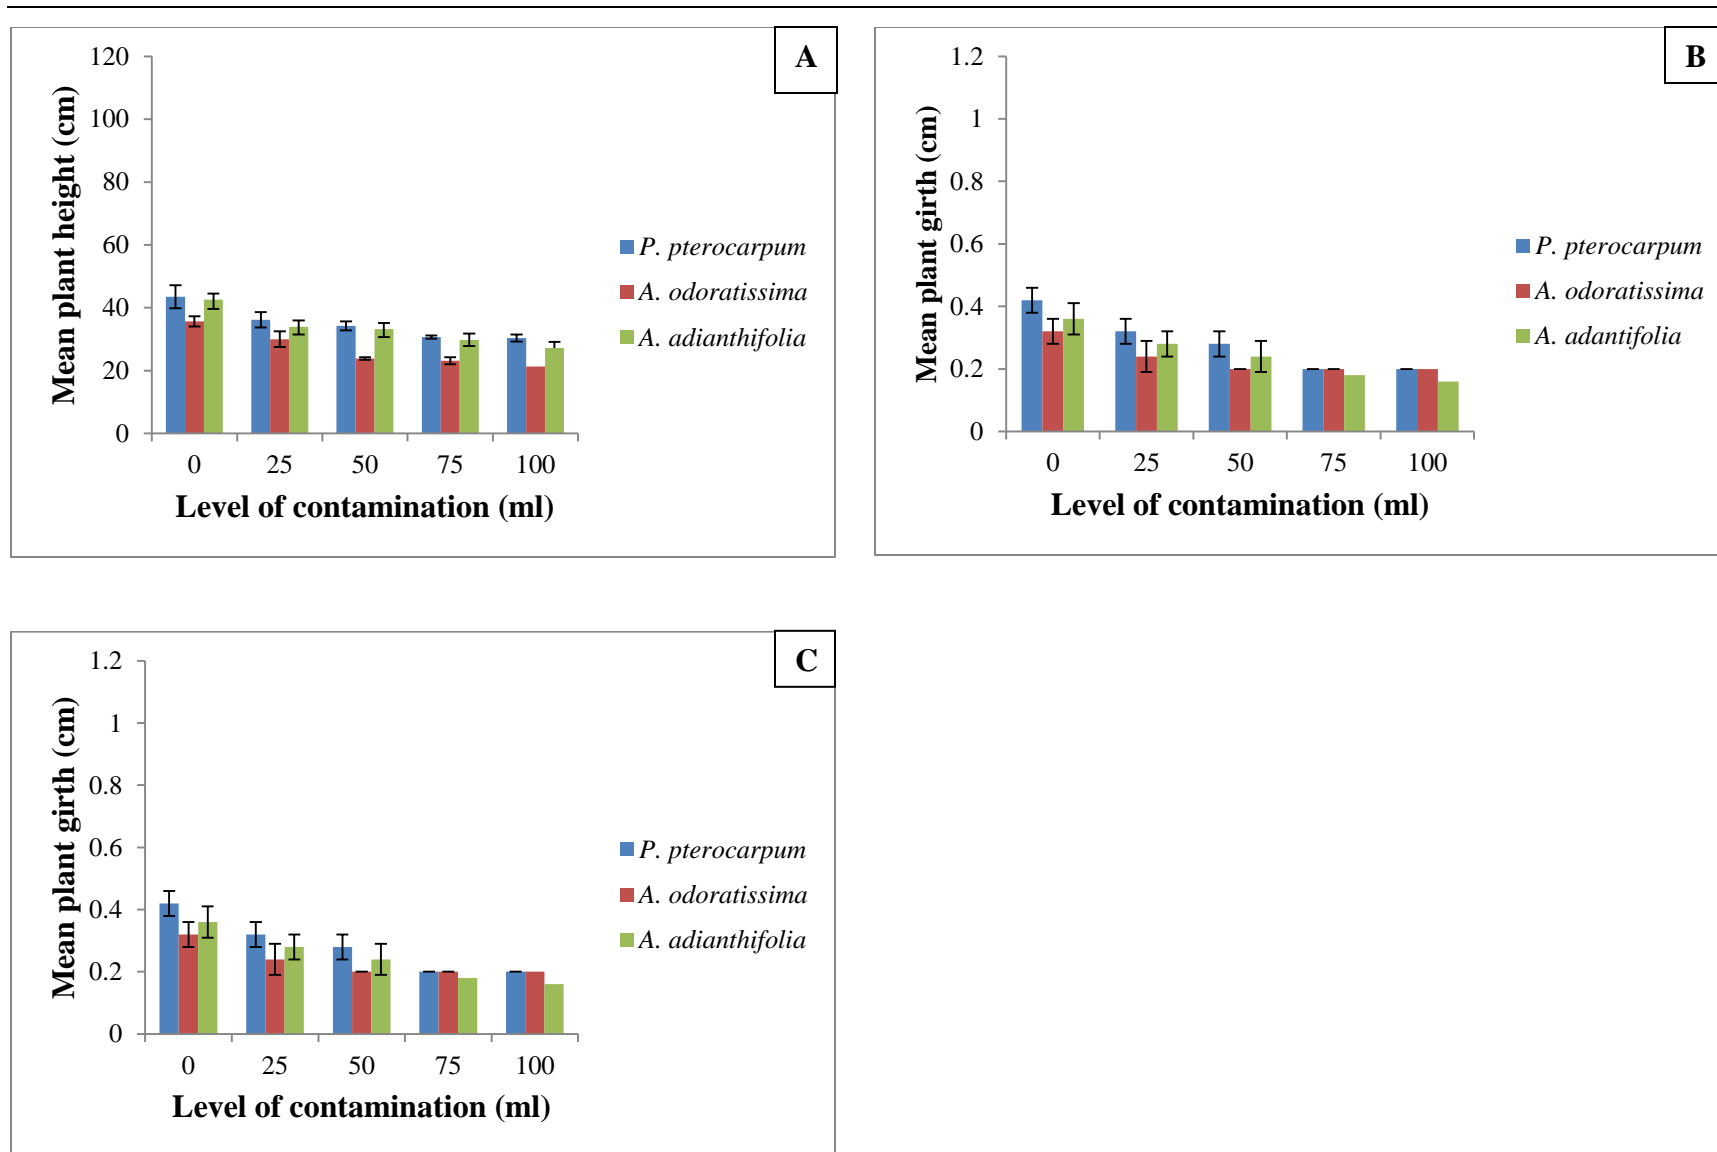 A
120
100
80
60
40
20
0
Mean plant height (cm)
0 25 50 75 100
Level of contamination (ml)
P. pterocarpum
A. odoratissima
A. adianthifolia
B
1.2
1
0.8
0.6
0.4
0.2
0
Mean plant girth (cm)
0 25 50 75 100
Level of contamination (ml)
P. pterocarpum
A. odoratissima
A. adantifolia
C
1.2
1
0.8
0.6
0.4
0.2
0
Mean plant girth (cm)
0 25 50 75 100
Level of contamination (ml)
P. pterocarpum
A. odoratissima
A. adianthifolia